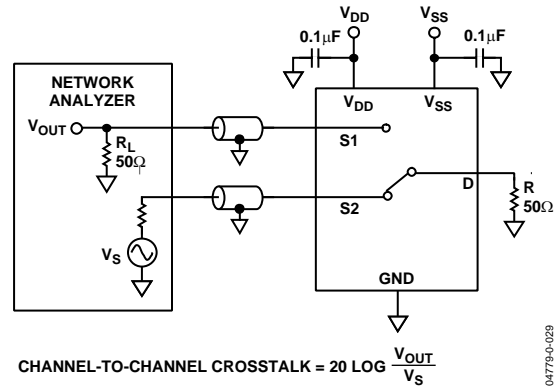 V_DD
V_SS
0.1μF
0.1μF
NETWORK
ANALYZER
V_DD
V_SS
V_OUT
R_L
50Ω
S1
S2
D
R
50Ω
V_S
GND
CHANNEL-TO-CHANNEL CROSSTALK = 20 LOG V_OUT / V_S
04779-0-029